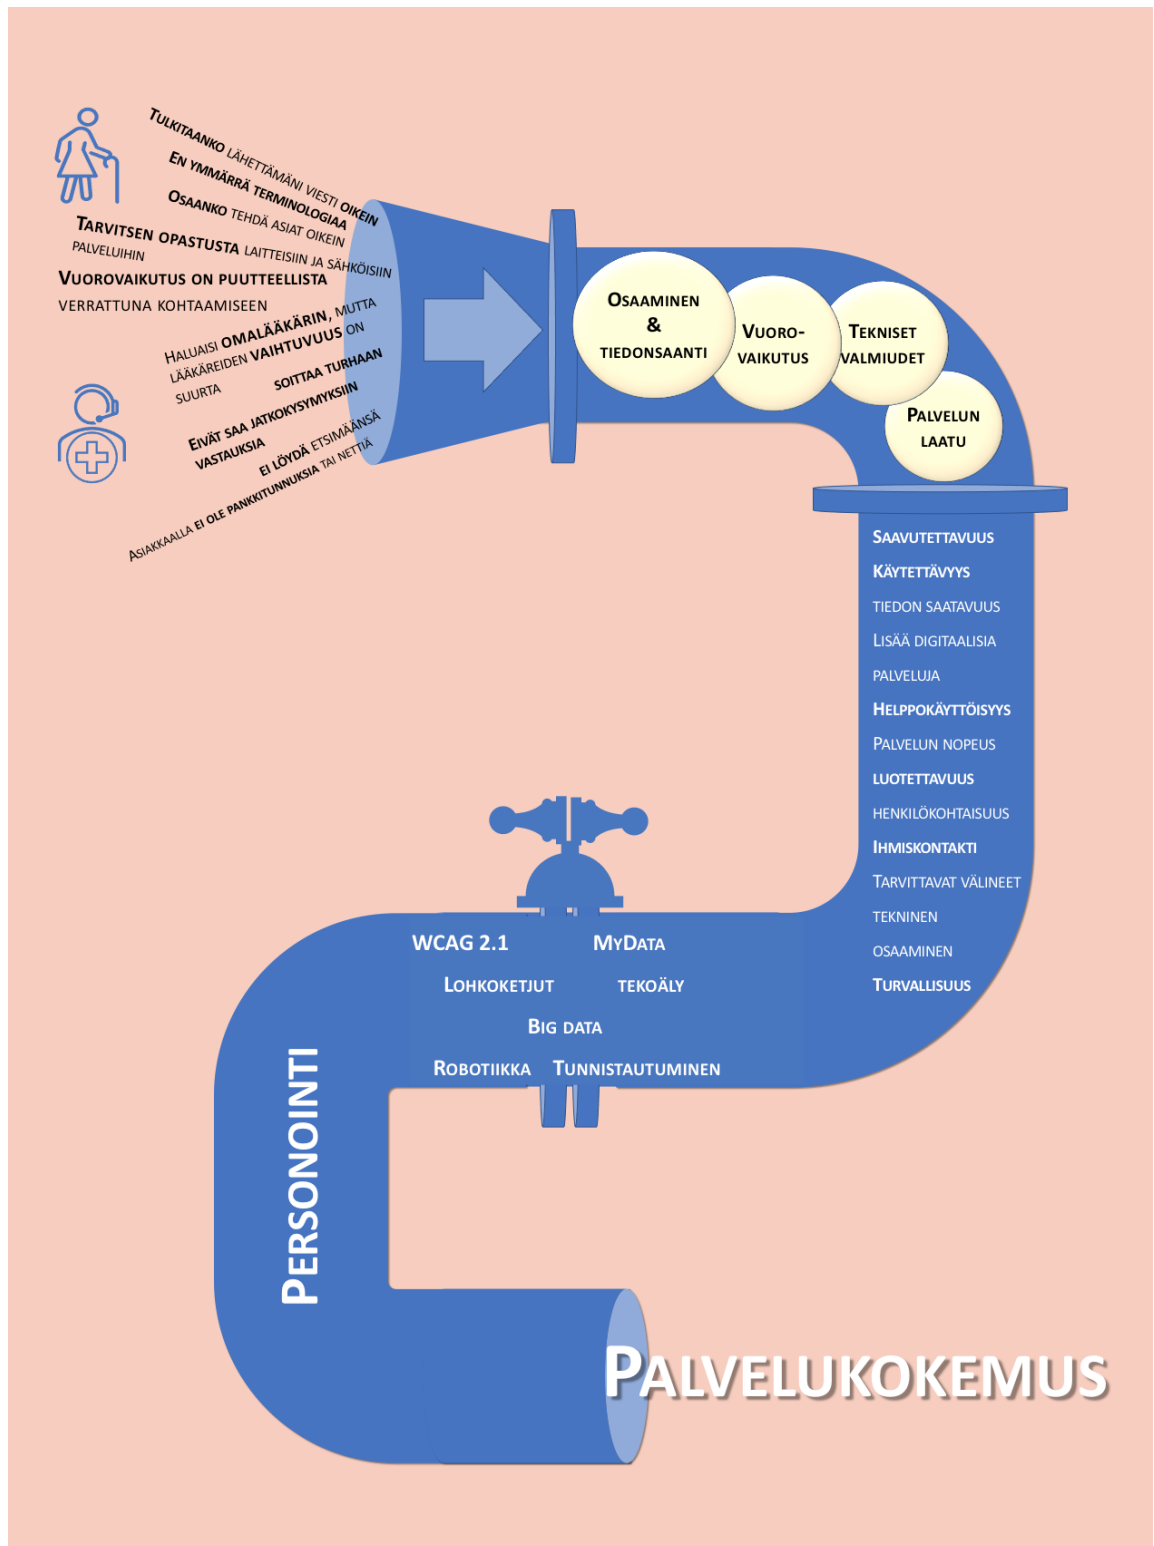 Tulkitaanko lähettämäni viesti oikein
En ymmärrä terminologiaa
Osaanko tehdä asiat oikein
Tarvitsen opastusta laitteisiin ja sähköisiin
palveluihin
Vuorovaikutus on puutteellista
verrattuna kohtaamiseen
Haluaisi omalääkärin, mutta
lääkäreiden vaihtuvuus on
suurta
soittaa turhaan
Eivät saa jatkokysymyksiin
vastauksia
ei löydä etsimäänsä
Asiakkaalla ei ole pankkitunnuksia tai nettiä
Osaaminen
&
tiedonsaanti
Vuoro-
vaikutus
Tekniset
valmiudet
Palvelun
laatu
Saavutettavuus
Käytettävyys
tiedon saatavuus
Lisää digitaalisia
palveluja
Helppokäyttöisyys
Palvelun nopeus
luotettavuus
henkilökohtaisuus
Ihmiskontakti
Tarvittavat välineet
tekninen
osaaminen
Turvallisuus
WCAG 2.1 MyData
Lohkoketjut tekoäly
Big data
Robotiikka Tunnistautuminen
Personointi
Palvelukokemus